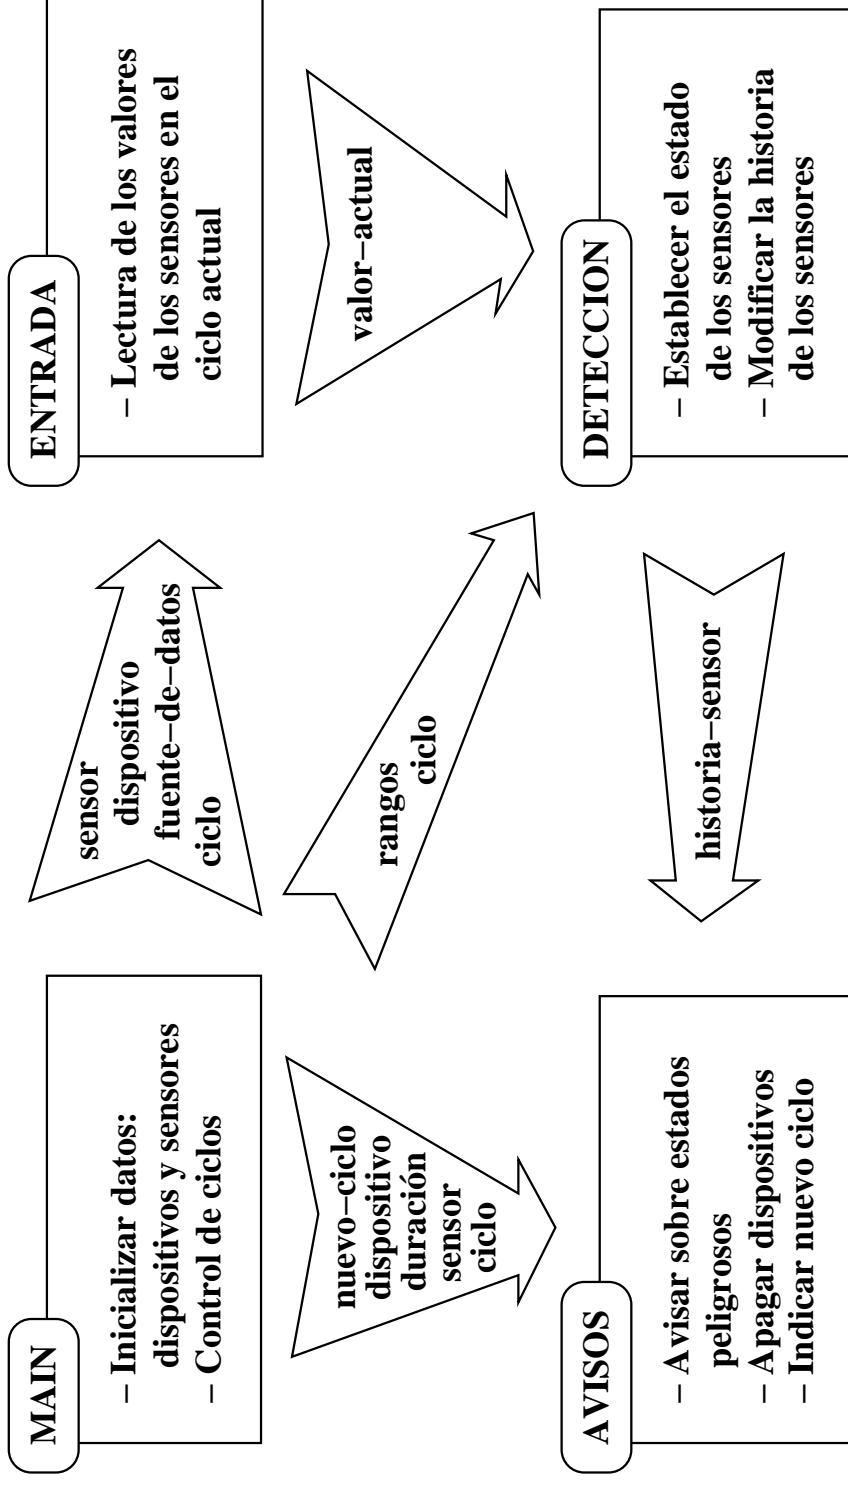 MAIN
– Inicializar datos:
dispositivos y sensores
– Control de ciclos
sensor
dispositivo
fuente–de–datos
ciclo
ENTRADA
– Lectura de los valores
de los sensores en el
ciclo actual
nuevo–ciclo
dispositivo
duración
sensor
ciclo
rangos
ciclo
valor–actual
AVISOS
– Avisar sobre estados
peligrosos
– Apagar dispositivos
– Indicar nuevo ciclo
historia–sensor
DETECCION
– Establecer el estado
de los sensores
– Modificar la historia
de los sensores